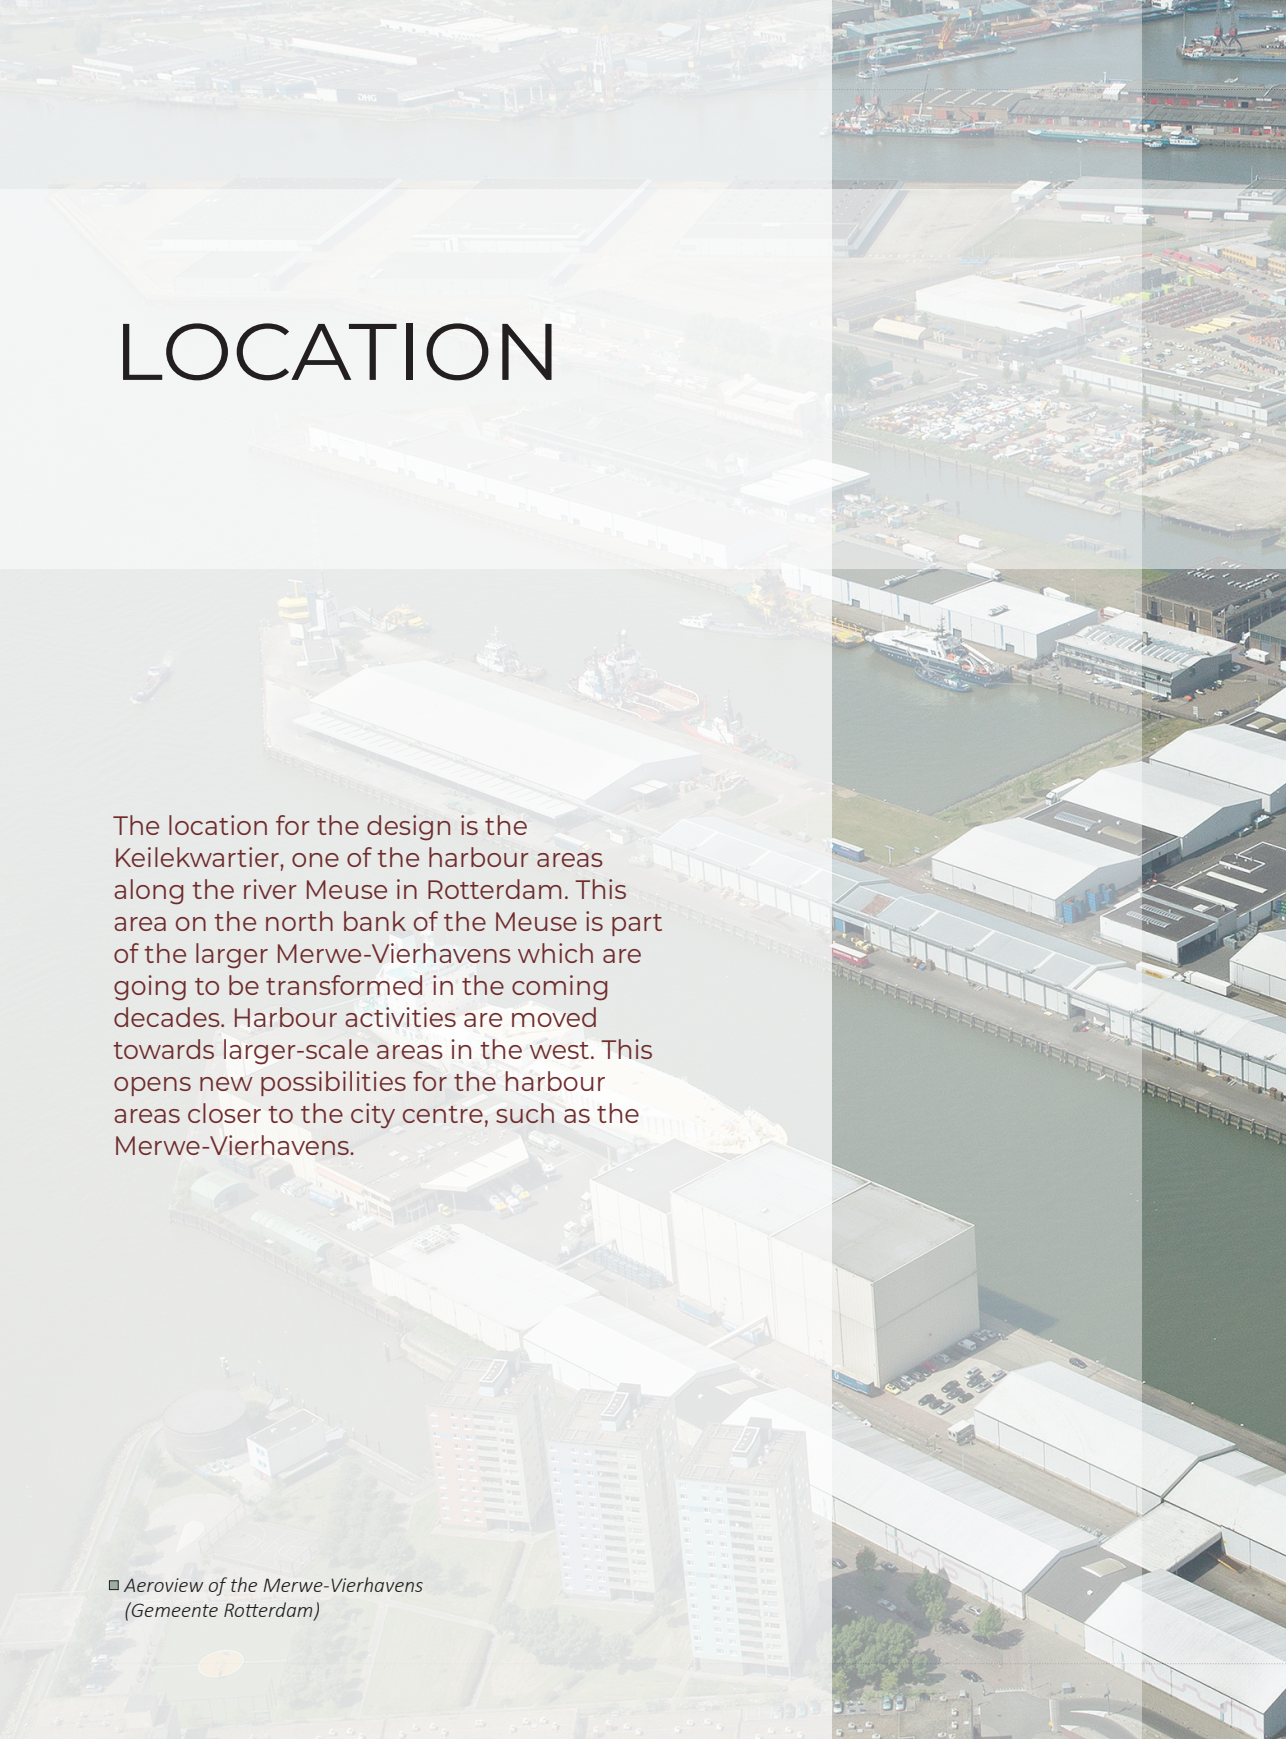 LOCATION
The location for the design is the
Keilekwartier, one of the harbour areas
along the river Meuse in Rotterdam. This
area on the north bank of the Meuse is part
of the larger Merwe-Vierhavens which are
going to be transformed in the coming
decades. Harbour activities are moved
towards larger-scale areas in the west. This
opens new possibilities for the harbour
areas closer to the city centre, such as the
Merwe-Vierhavens.
Aeroview of the Merwe-Vierhavens
(Gemeente Rotterdam)